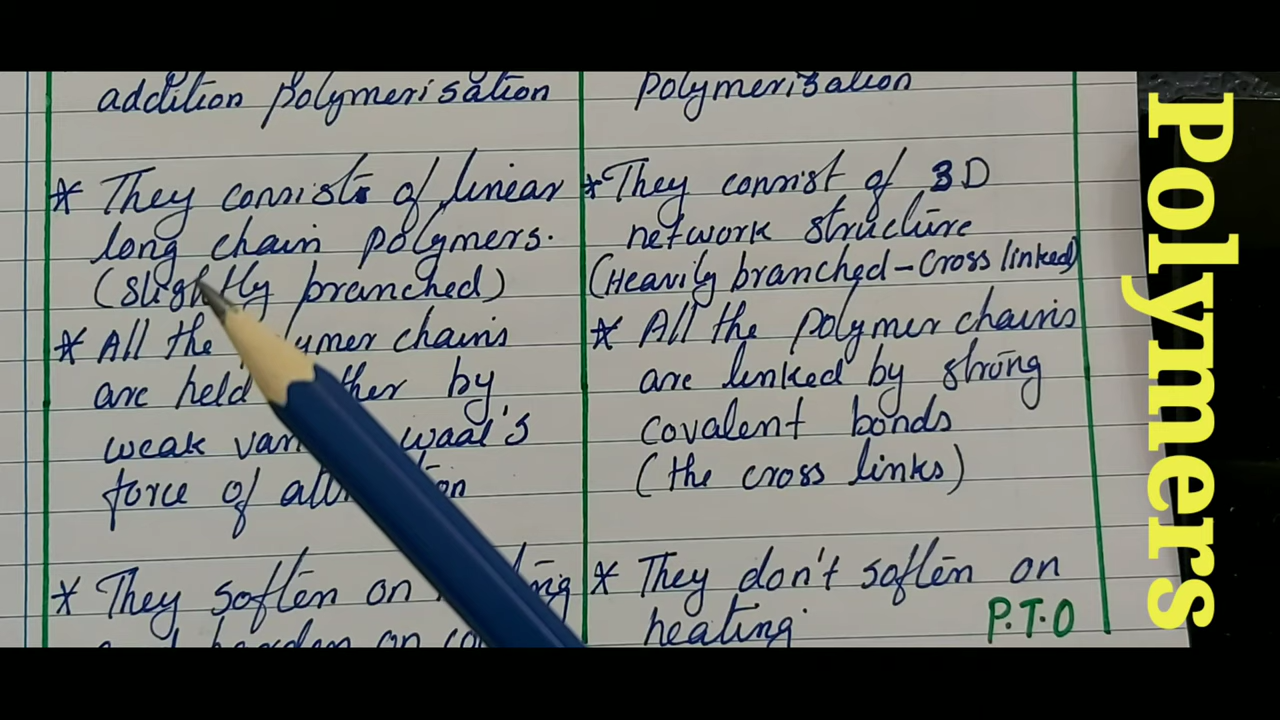 addition polymerisation
* They consists of linear
long chain polymers.
(slightly branched)
* All the chains
are held by
weak waal's
force of
* They soften on
polymerisation
* They consist of 3D
network structure
(Heavily branched - Cross linked)
* All the polymer chains
are linked by strong
covalent bonds
(the cross links)
* They don't soften on
heating
P.T.O
Polymers